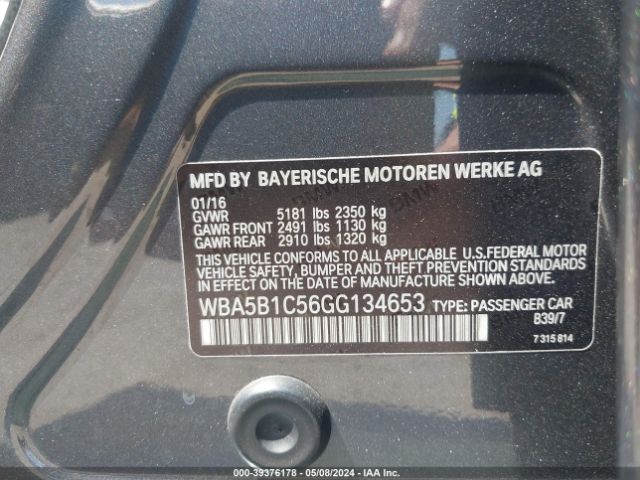 MFD BY BAYERISCHE MOTOREN WERKE AG
01/16
GVWR 5181 lbs 2350 kg
GAWR FRONT 2491 lbs 1130 kg
GAWR REAR 2910 lbs 1320 kg
THIS VEHICLE CONFORMS TO ALL APPLICABLE U.S.FEDERAL MOTOR
VEHICLE SAFETY, BUMPER AND THEFT PREVENTION STANDARDS
IN EFFECT ON THE DATE OF MANUFACTURE SHOWN ABOVE.
WBA5B1C56GG134653 TYPE: PASSENGER CAR
B39/7
7 315 814
000-39376178 - 05/08/2024 - IAA Inc.